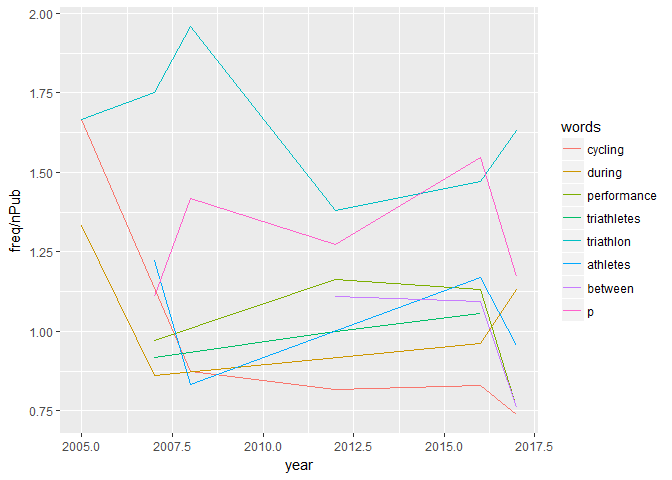 2.00
1.75
1.50
1.25
1.00
0.75
freq/nPub
2005.0 2007.5 2010.0 2012.5 2015.0 2017.5
year
words
cycling
during
performance
triathletes
triathlon
athletes
between
p